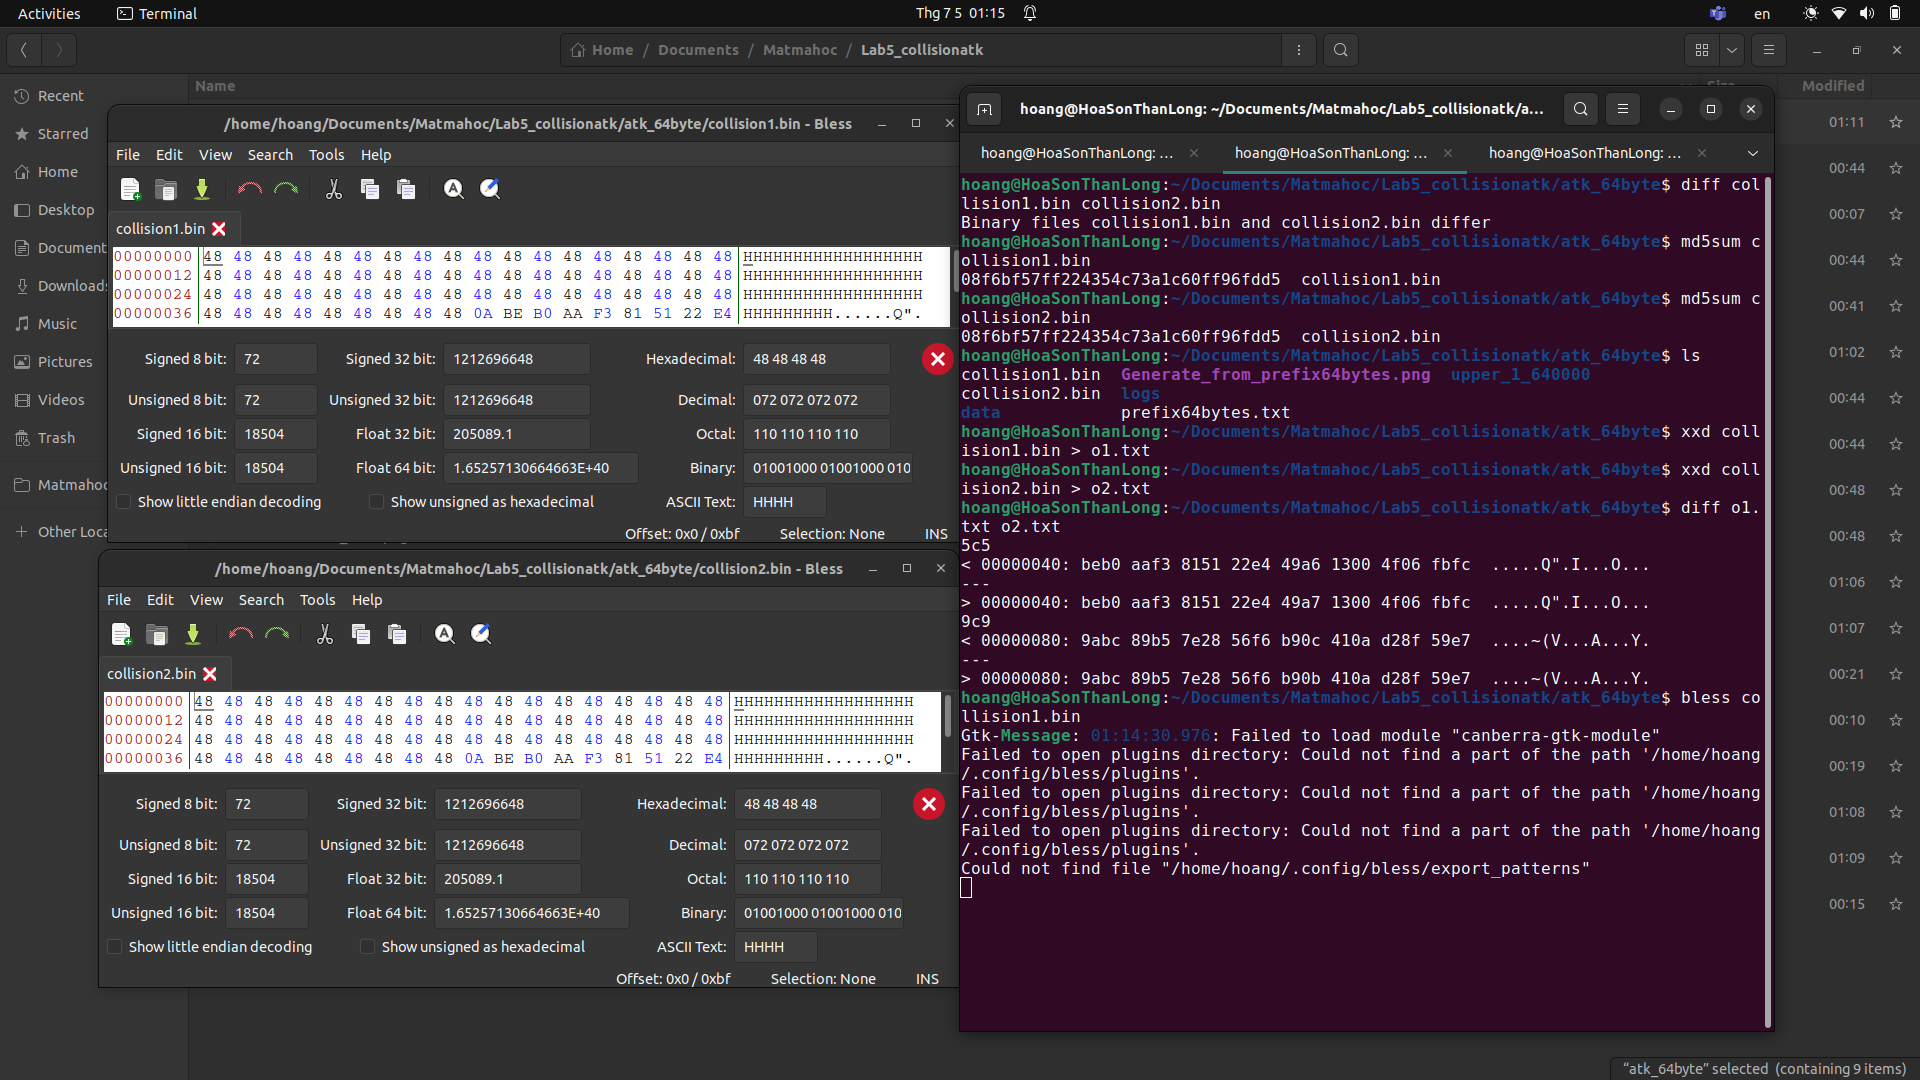 Activities
Terminal
Thg 7 5 01:15
en
Home / Documents / Matmahoc / Lab5_collisionatk
Name
Size
Modified
Recent
Starred
Home
Desktop
Document
Downloads
Music
Pictures
Videos
Trash
Matmahoc
Other Loca
/home/hoang/Documents/Matmahoc/Lab5_collisionatk/atk_64byte/collision1.bin - Bless
File Edit View Search Tools Help
collision1.bin
00000000 48 48 48 48 48 48 48 48 48 48 48 48 48 48 48 48 48 48 HHHHHHHHHHHHHHHHHH
00000012 48 48 48 48 48 48 48 48 48 48 48 48 48 48 48 48 48 48 HHHHHHHHHHHHHHHHHH
00000024 48 48 48 48 48 48 48 48 48 48 48 48 48 48 48 48 48 48 HHHHHHHHHHHHHHHHHH
00000036 48 48 48 48 48 48 48 48 48 0A BE B0 AA F3 81 51 22 E4 HHHHHHHHH......Q".
Signed 8 bit: 72 Signed 32 bit: 1212696648 Hexadecimal: 48 48 48 48
Unsigned 8 bit: 72 Unsigned 32 bit: 1212696648 Decimal: 072 072 072 072
Signed 16 bit: 18504 Float 32 bit: 205089.1 Octal: 110 110 110 110
Unsigned 16 bit: 18504 Float 64 bit: 1.65257130664663E+40 Binary: 01001000 01001000 010
Show little endian decoding Show unsigned as hexadecimal ASCII Text: HHHH
Offset: 0x0 / 0xbf Selection: None INS
/home/hoang/Documents/Matmahoc/Lab5_collisionatk/atk_64byte/collision2.bin - Bless
File Edit View Search Tools Help
collision2.bin
00000000 48 48 48 48 48 48 48 48 48 48 48 48 48 48 48 48 48 48 HHHHHHHHHHHHHHHHHH
00000012 48 48 48 48 48 48 48 48 48 48 48 48 48 48 48 48 48 48 HHHHHHHHHHHHHHHHHH
00000024 48 48 48 48 48 48 48 48 48 48 48 48 48 48 48 48 48 48 HHHHHHHHHHHHHHHHHH
00000036 48 48 48 48 48 48 48 48 48 0A BE B0 AA F3 81 51 22 E4 HHHHHHHHH......Q".
Signed 8 bit: 72 Signed 32 bit: 1212696648 Hexadecimal: 48 48 48 48
Unsigned 8 bit: 72 Unsigned 32 bit: 1212696648 Decimal: 072 072 072 072
Signed 16 bit: 18504 Float 32 bit: 205089.1 Octal: 110 110 110 110
Unsigned 16 bit: 18504 Float 64 bit: 1.65257130664663E+40 Binary: 01001000 01001000 010
Show little endian decoding Show unsigned as hexadecimal ASCII Text: HHHH
Offset: 0x0 / 0xbf Selection: None INS
hoang@HoaSonThanLong: ~/Documents/Matmahoc/Lab5_collisionatk/a...
hoang@HoaSonThanLong: ... hoang@HoaSonThanLong: ... hoang@HoaSonThanLong: ...
hoang@HoaSonThanLong:~/Documents/Matmahoc/Lab5_collisionatk/atk_64byte$ diff col
lision1.bin collision2.bin
Binary files collision1.bin and collision2.bin differ
hoang@HoaSonThanLong:~/Documents/Matmahoc/Lab5_collisionatk/atk_64byte$ md5sum c
ollision1.bin
08f6bf57ff224354c73a1c60ff96fdd5  collision1.bin
hoang@HoaSonThanLong:~/Documents/Matmahoc/Lab5_collisionatk/atk_64byte$ md5sum c
ollision2.bin
08f6bf57ff224354c73a1c60ff96fdd5  collision2.bin
hoang@HoaSonThanLong:~/Documents/Matmahoc/Lab5_collisionatk/atk_64byte$ ls
collision1.bin  Generate_from_prefix64bytes.png  upper_1_640000
collision2.bin  logs
data            prefix64bytes.txt
hoang@HoaSonThanLong:~/Documents/Matmahoc/Lab5_collisionatk/atk_64byte$ xxd coll
ision1.bin > o1.txt
hoang@HoaSonThanLong:~/Documents/Matmahoc/Lab5_collisionatk/atk_64byte$ xxd coll
ision2.bin > o2.txt
hoang@HoaSonThanLong:~/Documents/Matmahoc/Lab5_collisionatk/atk_64byte$ diff o1.
txt o2.txt
5c5
< 00000040: beb0 aaf3 8151 22e4 49a6 1300 4f06 fbfc  .....Q".I...O...
---
> 00000040: beb0 aaf3 8151 22e4 49a7 1300 4f06 fbfc  .....Q".I...O...
9c9
< 00000080: 9abc 89b5 7e28 56f6 b90c 410a d28f 59e7  ....~(V...A...Y.
---
> 00000080: 9abc 89b5 7e28 56f6 b90b 410a d28f 59e7  ....~(V...A...Y.
hoang@HoaSonThanLong:~/Documents/Matmahoc/Lab5_collisionatk/atk_64byte$ bless co
llision1.bin
Gtk-Message: 01:14:30.976: Failed to load module "canberra-gtk-module"
Failed to open plugins directory: Could not find a part of the path '/home/hoang
/.config/bless/plugins'.
Failed to open plugins directory: Could not find a part of the path '/home/hoang
/.config/bless/plugins'.
Failed to open plugins directory: Could not find a part of the path '/home/hoang
/.config/bless/plugins'.
Could not find file "/home/hoang/.config/bless/export_patterns"
01:11
00:44
00:07
00:44
00:41
01:02
00:44
00:44
00:48
00:48
01:06
01:07
00:21
00:10
00:19
01:08
01:09
00:15
“atk_64byte” selected (containing 9 items)